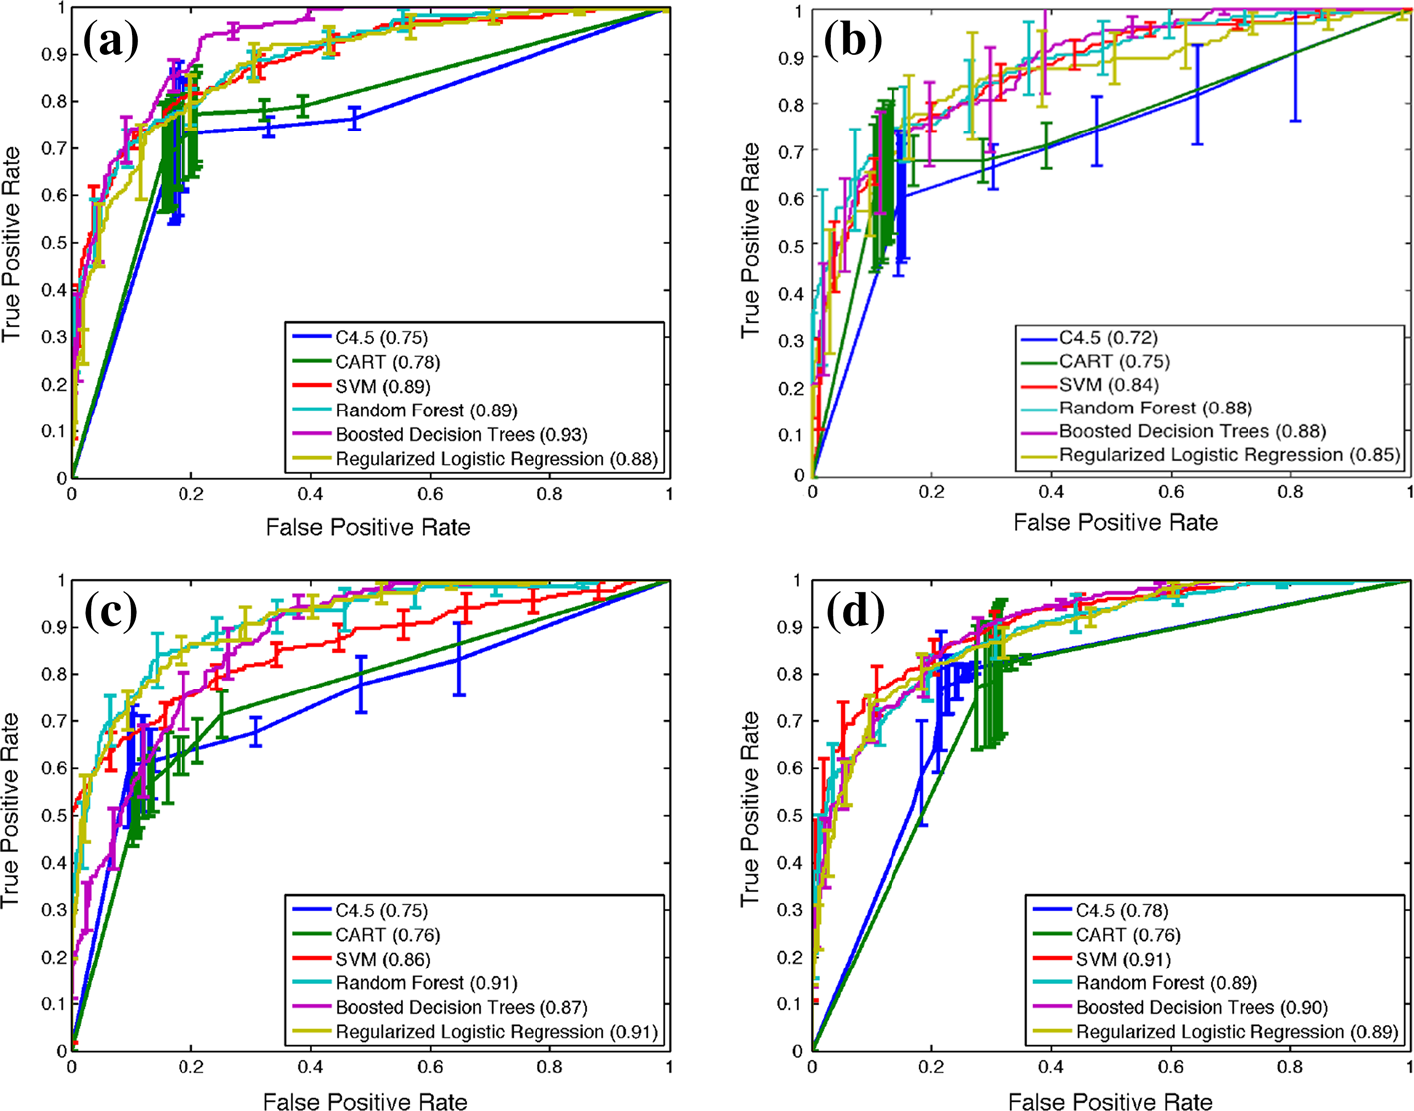 (a)
True Positive Rate
1
0.9
0.8
0.7
0.6
0.5
0.4
0.3
0.2
0.1
0
C4.5 (0.75)
CART (0.78)
SVM (0.89)
Random Forest (0.89)
Boosted Decision Trees (0.93)
Regularized Logistic Regression (0.88)
0 0.2 0.4 0.6 0.8 1
False Positive Rate
(b)
True Positive Rate
1
0.9
0.8
0.7
0.6
0.5
0.4
0.3
0.2
0.1
0
C4.5 (0.72)
CART (0.75)
SVM (0.84)
Random Forest (0.88)
Boosted Decision Trees (0.88)
Regularized Logistic Regression (0.85)
0 0.2 0.4 0.6 0.8 1
False Positive Rate
(c)
True Positive Rate
1
0.9
0.8
0.7
0.6
0.5
0.4
0.3
0.2
0.1
0
C4.5 (0.75)
CART (0.76)
SVM (0.86)
Random Forest (0.91)
Boosted Decision Trees (0.87)
Regularized Logistic Regression (0.91)
0 0.2 0.4 0.6 0.8 1
False Positive Rate
(d)
True Positive Rate
1
0.9
0.8
0.7
0.6
0.5
0.4
0.3
0.2
0.1
0
C4.5 (0.78)
CART (0.76)
SVM (0.91)
Random Forest (0.89)
Boosted Decision Trees (0.90)
Regularized Logistic Regression (0.89)
0 0.2 0.4 0.6 0.8 1
False Positive Rate